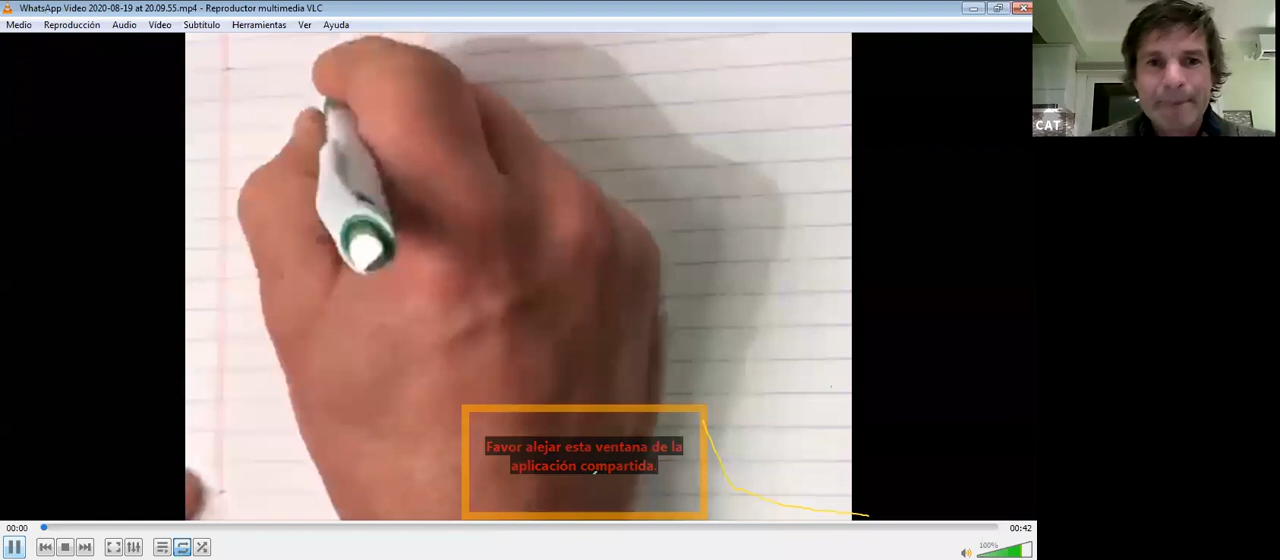 WhatsApp Video 2020-08-19 at 20.09.55.mp4 - Reproductor multimedia VLC
Medio Reproducción Audio Vídeo Subtítulo Herramientas Ver Ayuda
CAT
Favor alejar esta ventana de la
aplicación compartida.
00:00 00:42
100%